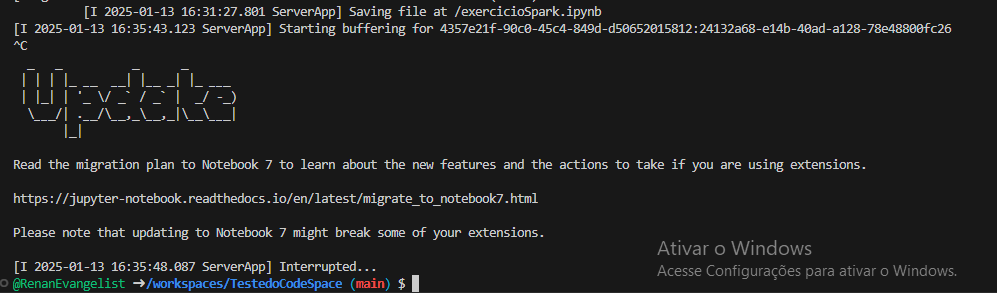 [I 2025-01-13 16:31:27.801 ServerApp] Saving file at /exercicioSpark.ipynb
[I 2025-01-13 16:35:43.123 ServerApp] Starting buffering for 4357e21f-90c0-45c4-849d-d50652015812:24132a68-e14b-40ad-a128-78e48800fc26
^C
Update
Read the migration plan to Notebook 7 to learn about the new features and the actions to take if you are using extensions.
https://jupyter-notebook.readthedocs.io/en/latest/migrate_to_notebook7.html
Please note that updating to Notebook 7 might break some of your extensions.
[I 2025-01-13 16:35:48.087 ServerApp] Interrupted...
@RenanEvangelist ➜/workspaces/TestedoCodeSpace (main) $
Ativar o Windows
Acesse Configurações para ativar o Windows.